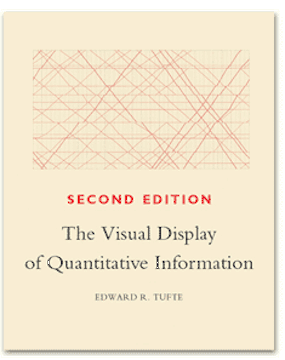 SECOND EDITION
The Visual Display
of Quantitative Information
EDWARD R. TUFTE